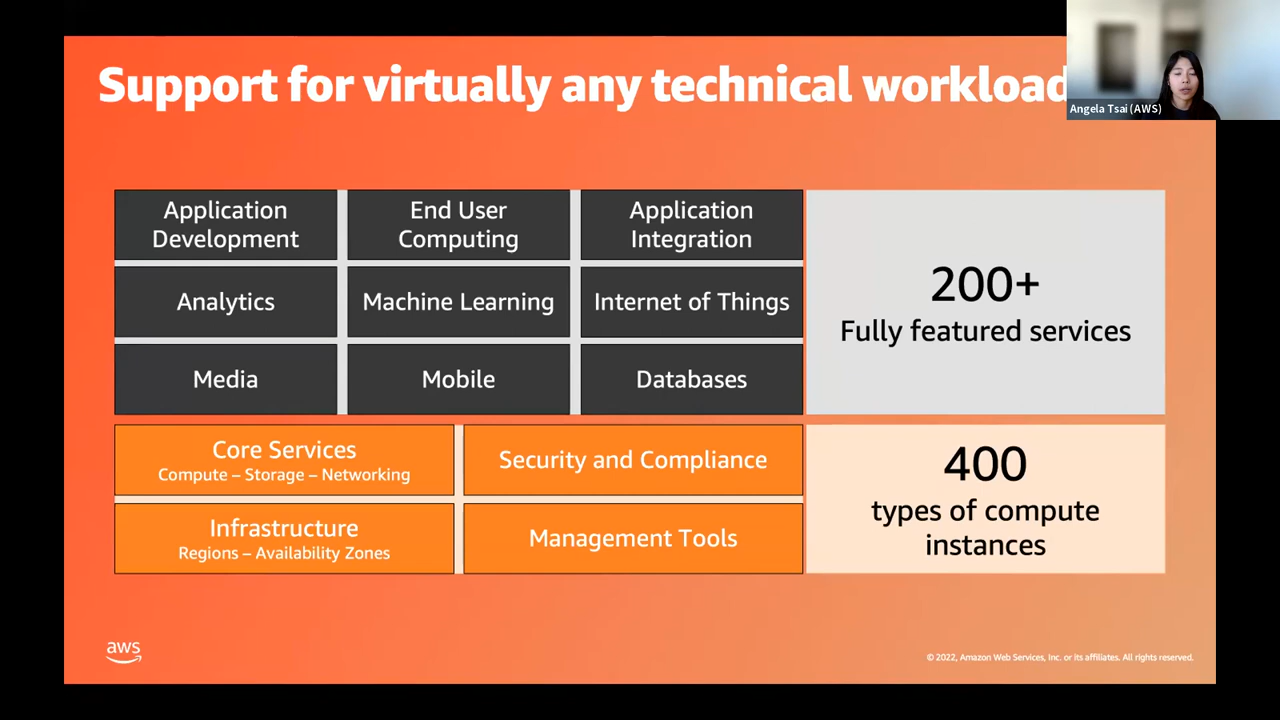 Support for virtually any technical workload
Angela Tsai (AWS)
Application
Development
End User
Computing
Application
Integration
Analytics
Machine Learning
Internet of Things
Media
Mobile
Databases
200+
Fully featured services
Core Services
Compute – Storage – Networking
Security and Compliance
Infrastructure
Regions – Availability Zones
Management Tools
400
types of compute
instances
aws
© 2022, Amazon Web Services, Inc. or its affiliates. All rights reserved.